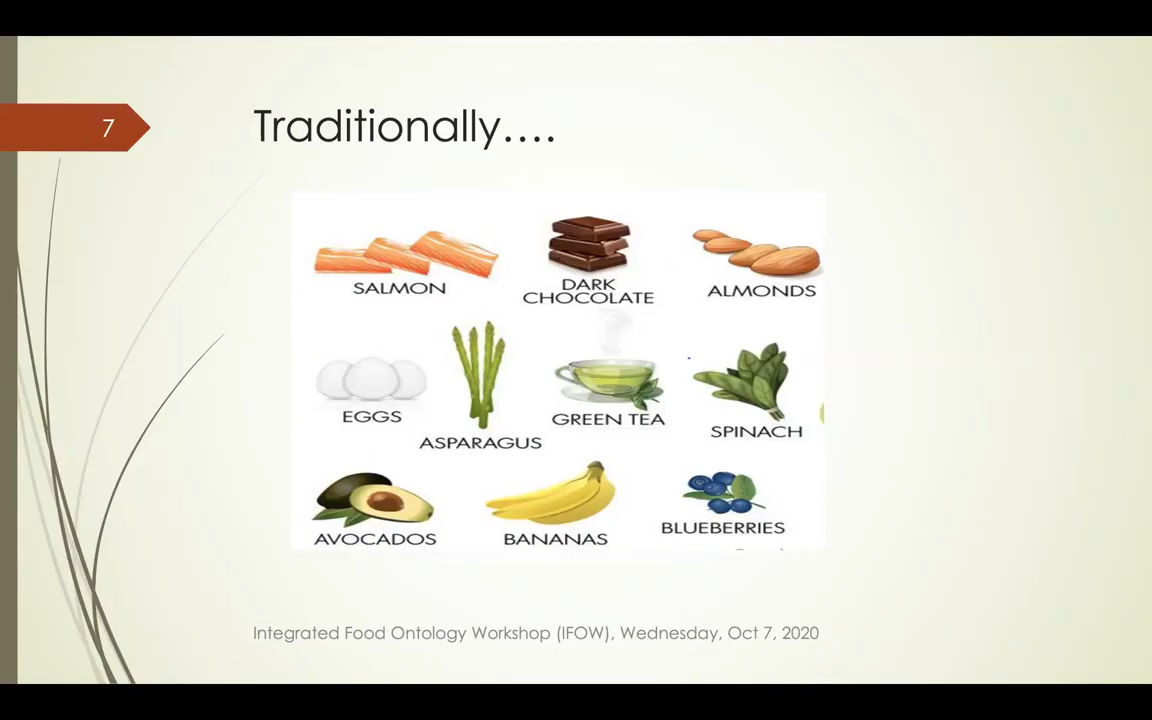 7
Traditionally....
SALMON
DARK
CHOCOLATE
ALMONDS
EGGS
ASPARAGUS
GREEN TEA
SPINACH
AVOCADOS
BANANAS
BLUEBERRIES
Integrated Food Ontology Workshop (IFOW), Wednesday, Oct 7, 2020